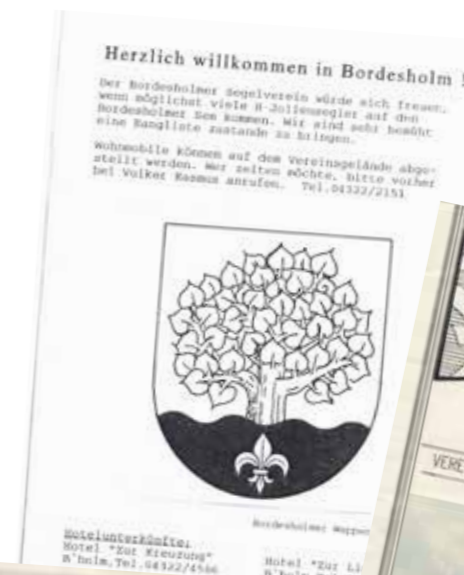 Herzlich willkommen in Bordesholm !
Der Bordesholmer Segelverein würde sich freuen,
wenn möglichst viele H-Jollensegler auf den
Bordesholmer See kommen. Wir sind sehr bemüht
eine Rangliste zustande zu bringen.
Wohnmobile können auf dem Vereinsgelände abge-
stellt werden. Wer zelten möchte, bitte vorher
bei Volker Rasmus anrufen. Tel.04322/2151
Bordesholmer Wappen
Hotelunterkünfte:
Hotel "Zur Kreuzung"
B'holm,Tel.04322/4586
Hotel "Zur
VERE